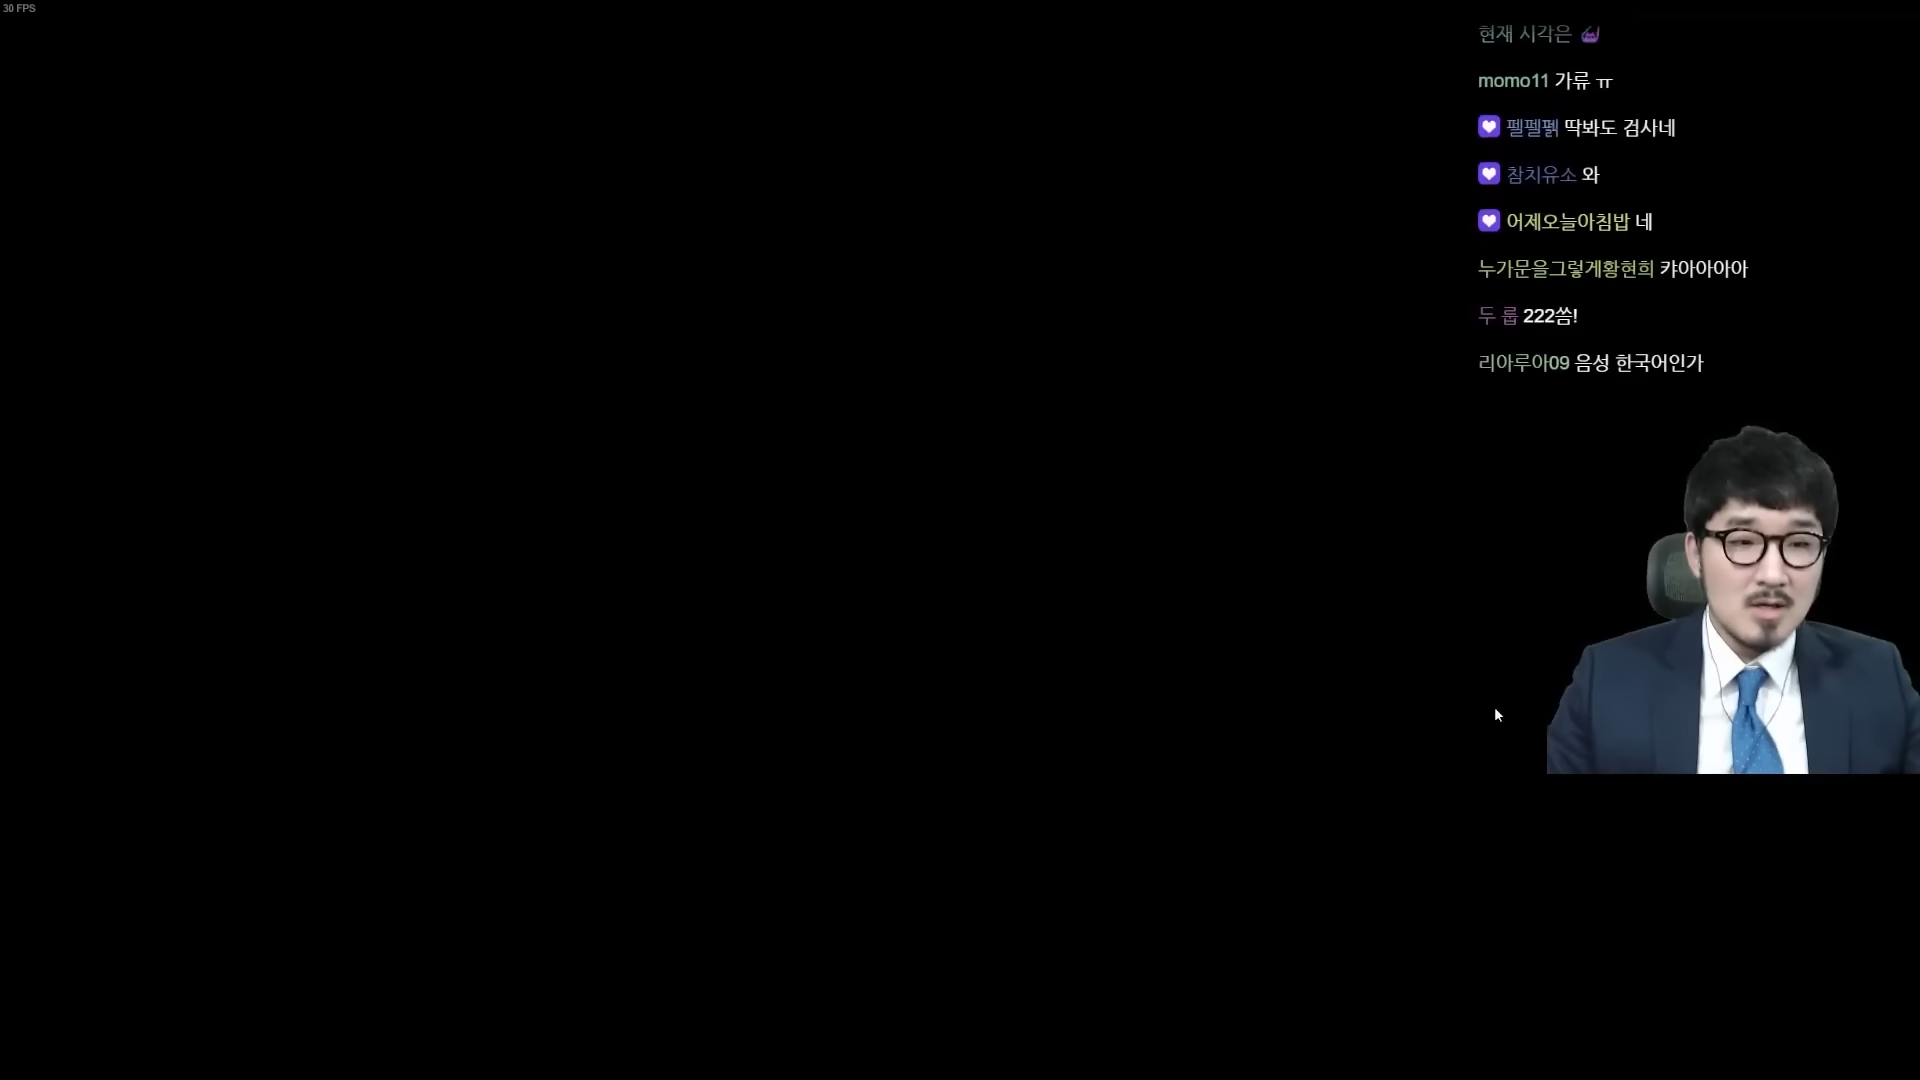 30 FPS
현재 시각은
momo11 가류 ㅠ
펠펠펡 딱봐도 검사네
참치유소 와
어제오늘아침밥 네
누가문을그렇게황현희 캬아아아아
두 룹 222씀!
리아루아09 음성 한국어인가